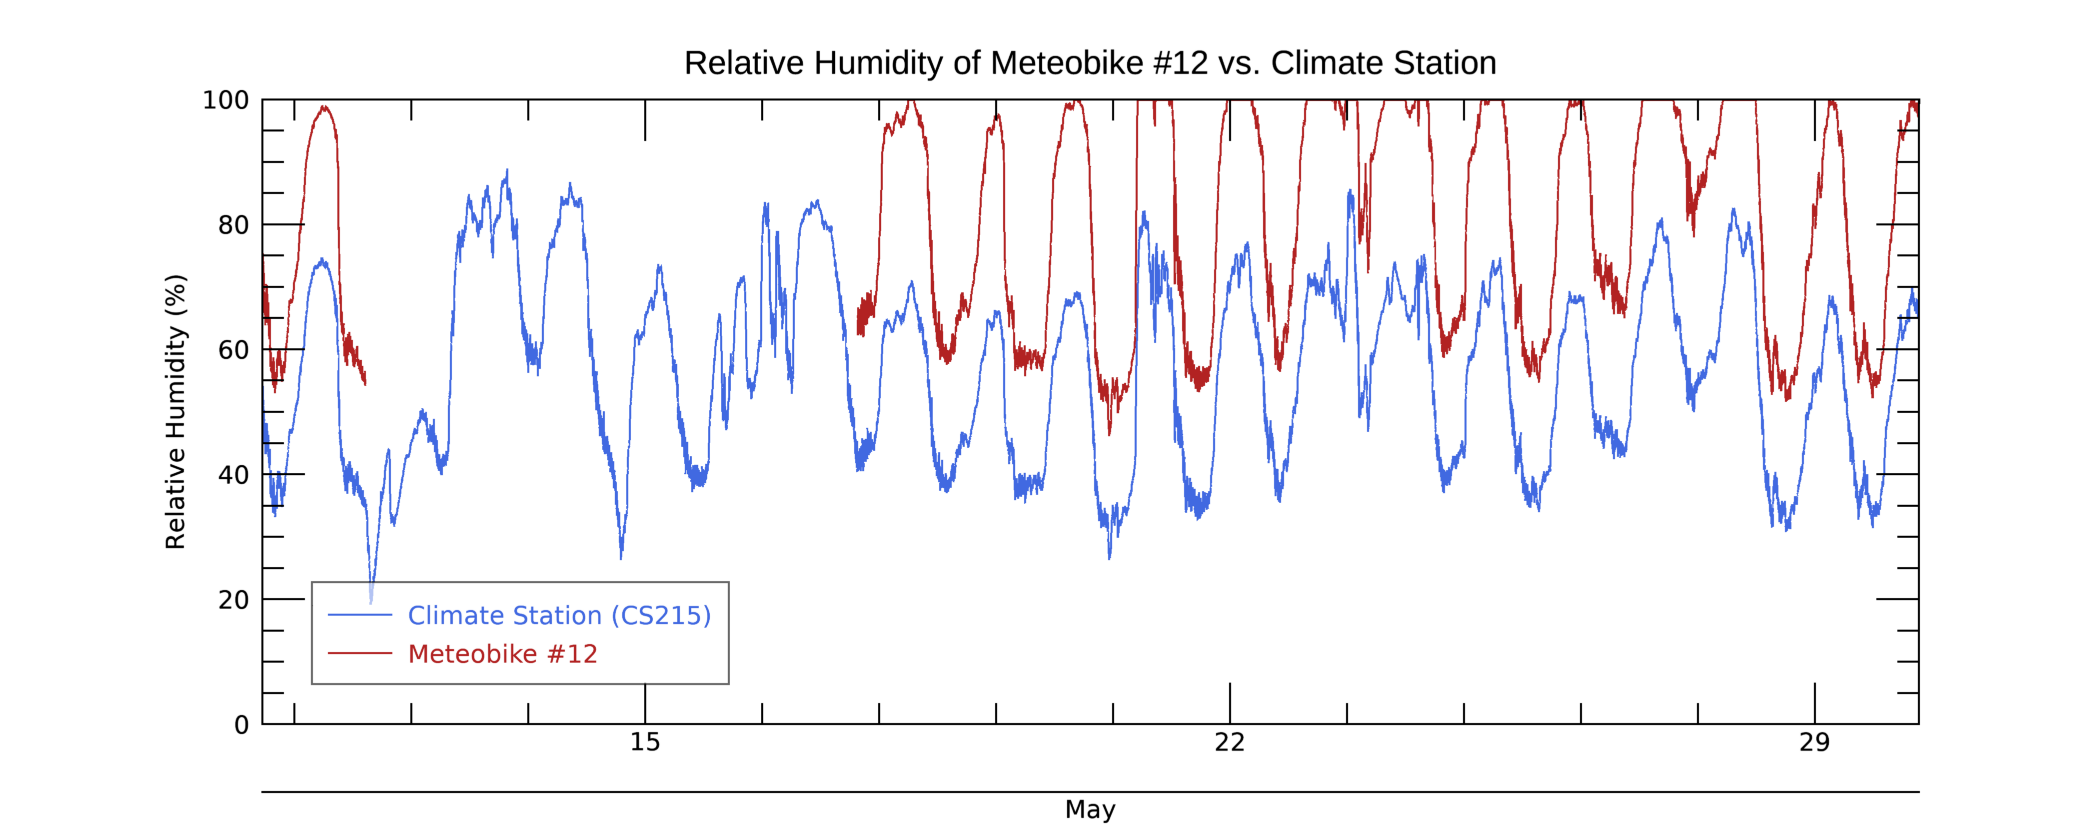 Relative Humidity of Meteobike #12 vs. Climate Station
100
80
60
40
20
0
Relative Humidity (%)
Climate Station (CS215)
Meteobike #12
15 22 29
May